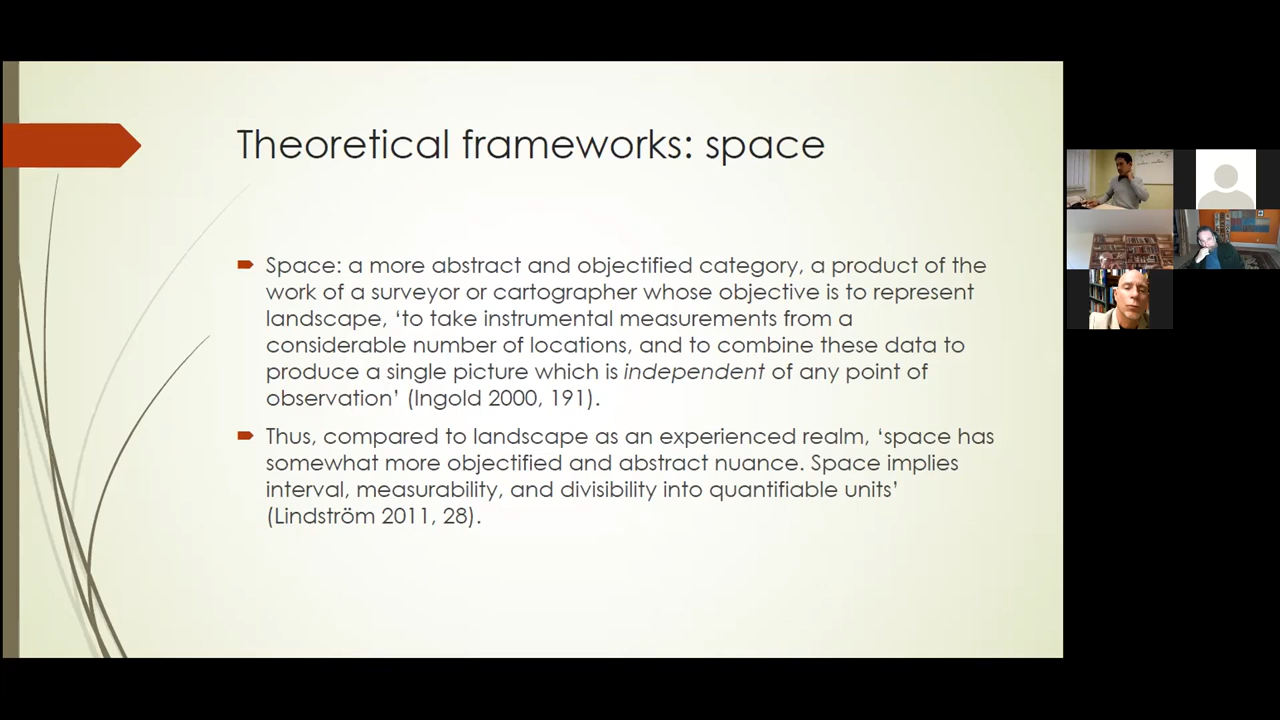 Theoretical frameworks: space
Space: a more abstract and objectified category, a product of the
work of a surveyor or cartographer whose objective is to represent
landscape, ‘to take instrumental measurements from a
considerable number of locations, and to combine these data to
produce a single picture which is independent of any point of
observation’ (Ingold 2000, 191).
Thus, compared to landscape as an experienced realm, ‘space has
somewhat more objectified and abstract nuance. Space implies
interval, measurability, and divisibility into quantifiable units’
(Lindström 2011, 28).